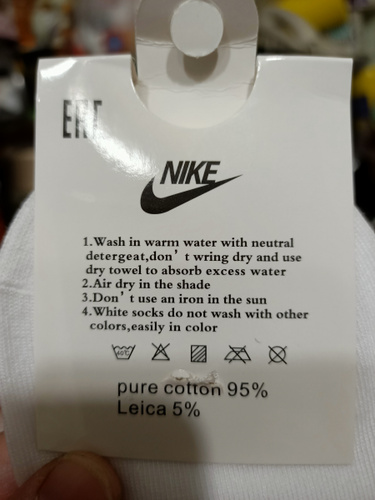 EAC
NIKE
1.Wash in warm water with neutral
detergeat,don't wring dry and use
dry towel to absorb excess water
2.Air dry in the shade
3.Don't use an iron in the sun
4.White socks do not wash with other
colors,easily in color
40℃
pure cotton 95%
Leica 5%